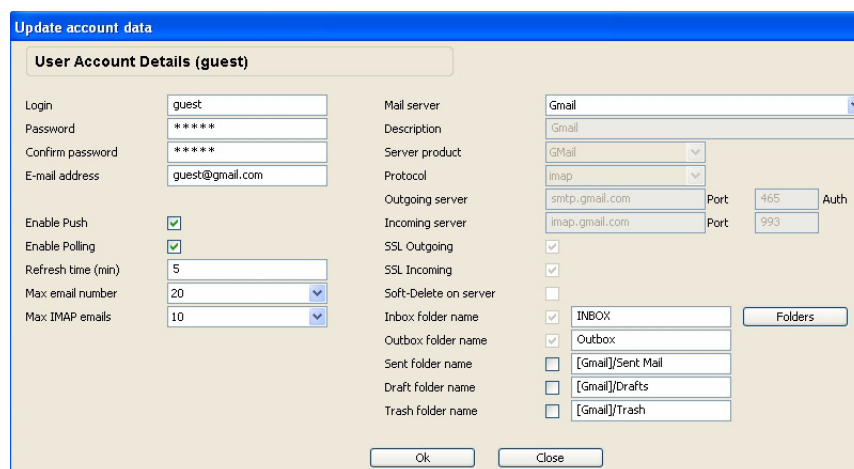 Update account data
User Account Details (guest)
Login guest
Password *****
Confirm password *****
E-mail address guest@gmail.com
Enable Push
Enable Polling
Refresh time (min) 5
Max email number 20
Max IMAP emails 10
Mail server Gmail
Description Gmail
Server product GMail
Protocol imap
Outgoing server smtp.gmail.com Port 465 Auth
Incoming server imap.gmail.com Port 993
SSL Outgoing
SSL Incoming
Soft-Delete on server
Inbox folder name INBOX Folders
Outbox folder name Outbox
Sent folder name [Gmail]/Sent Mail
Draft folder name [Gmail]/Drafts
Trash folder name [Gmail]/Trash
Ok Close